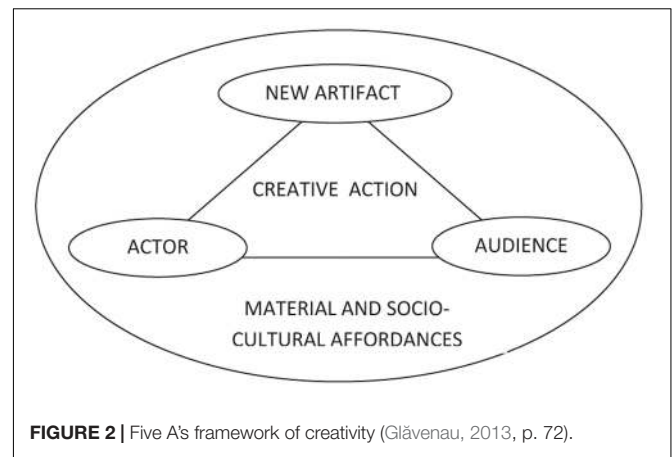 NEW ARTIFACT
CREATIVE ACTION
ACTOR
AUDIENCE
MATERIAL AND SOCIO-
CULTURAL AFFORDANCES
FIGURE 2 | Five A's framework of creativity (Glăvenau, 2013, p. 72).